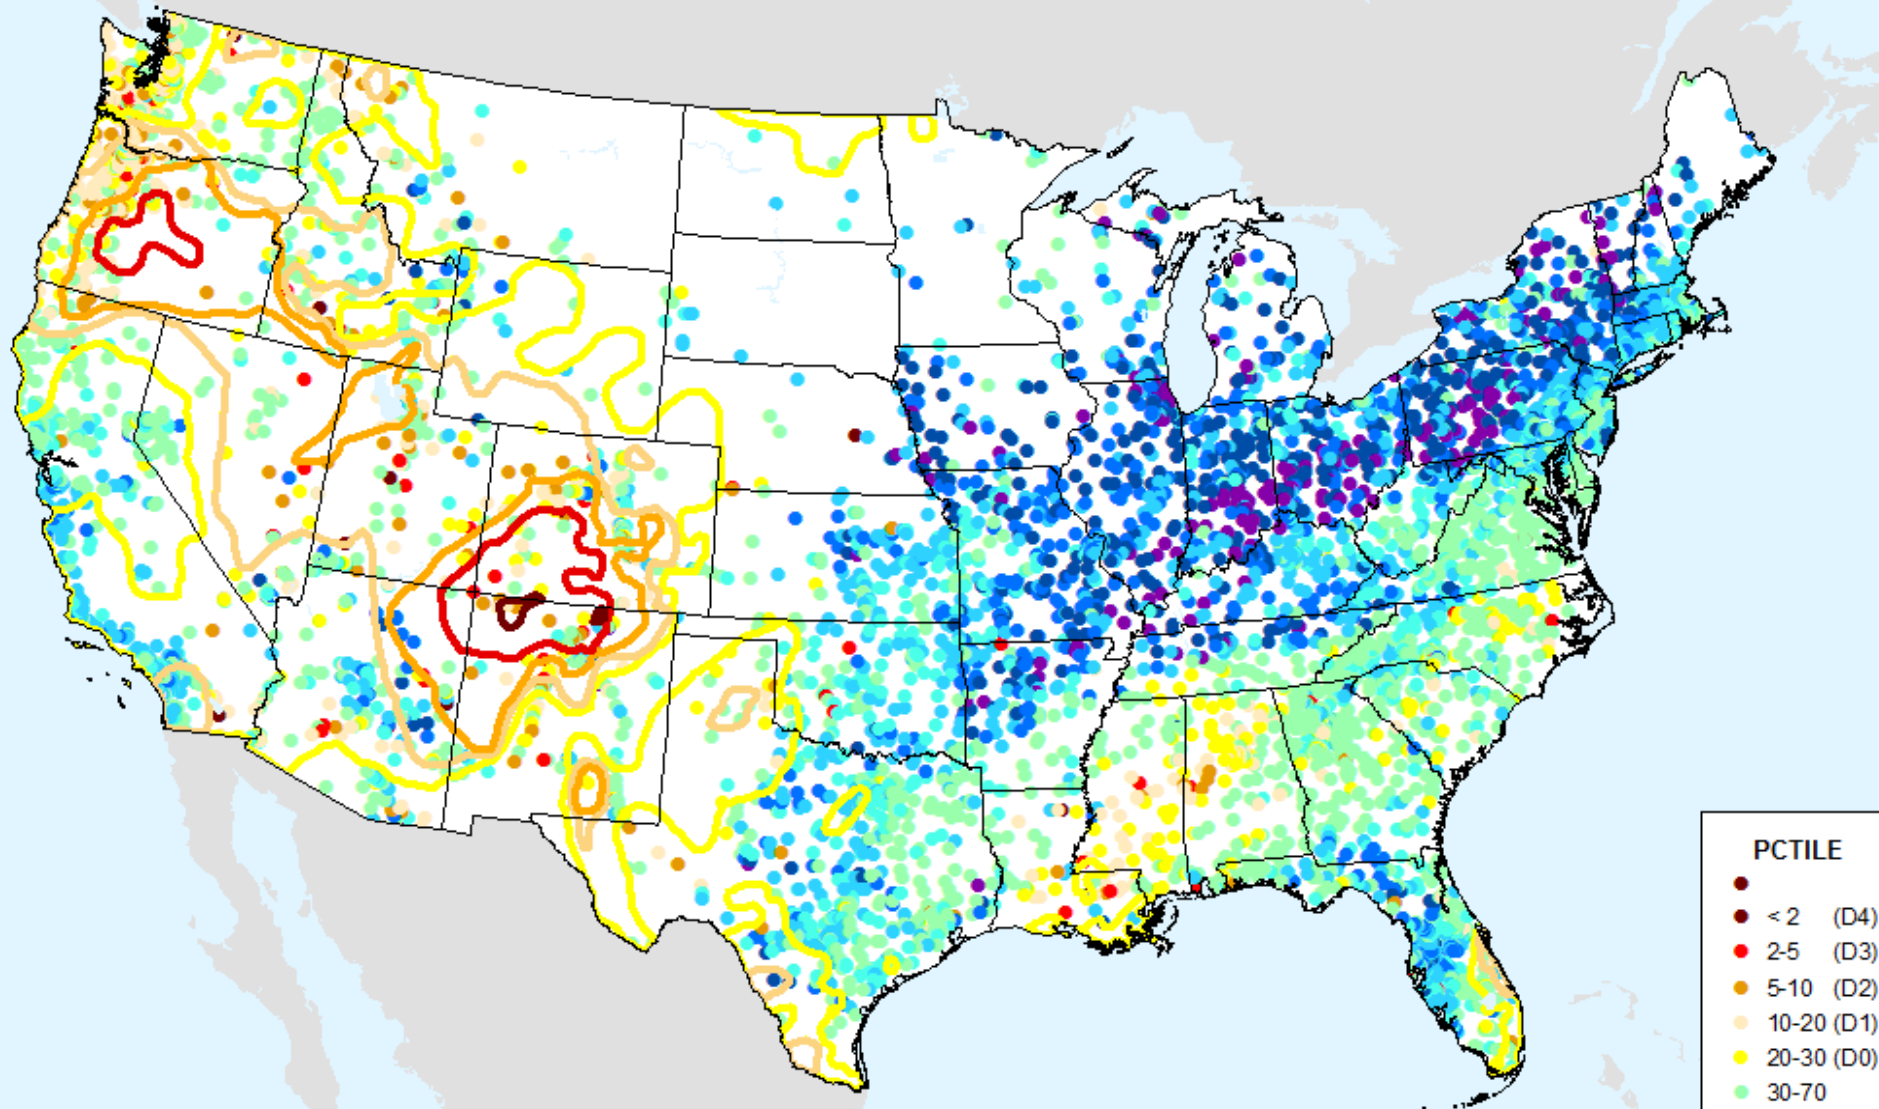 PCTILE
< 2 (D4)
2-5 (D3)
5-10 (D2)
10-20 (D1)
20-30 (D0)
30-70